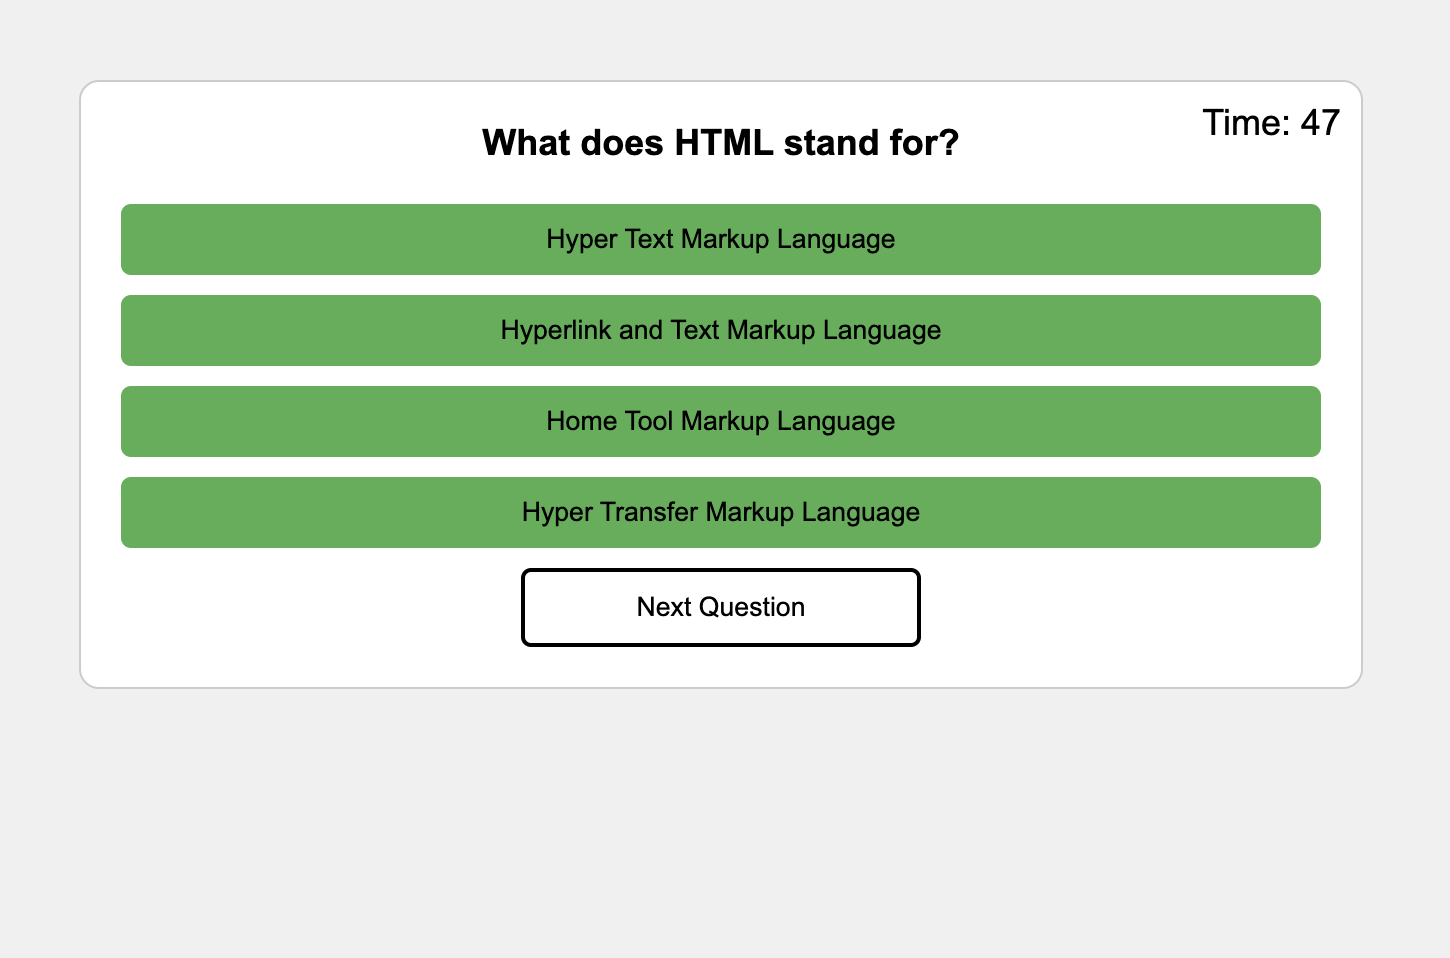 Time: 47
What does HTML stand for?
Hyper Text Markup Language
Hyperlink and Text Markup Language
Home Tool Markup Language
Hyper Transfer Markup Language
Next Question